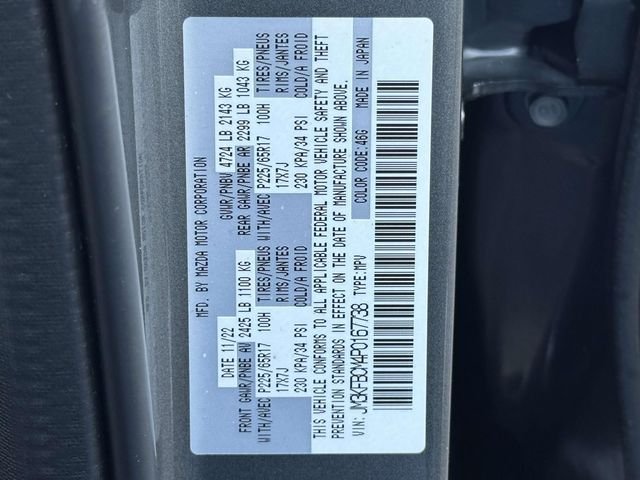 MFD. BY MAZDA MOTOR CORPORATION
DATE 11/22 GVWR/PNBV 4724 LB 2143 KG
FRONT GAWR/PNBE AV 2425 LB 1100 KG REAR GAWR/PNBE AR 2299 LB 1043 KG
WITH/AVEC P225/65R17 100H TIRES/PNEUS WITH/AVEC P225/65R17 100H TIRES/PNEUS
17X7J RIMS/JANTES 17X7J RIMS/JANTES
230 KPA/34 PSI COLD/A FROID 230 KPA/34 PSI COLD/A FROID
THIS VEHICLE CONFORMS TO ALL APPLICABLE FEDERAL MOTOR VEHICLE SAFETY AND THEFT
PREVENTION STANDARDS IN EFFECT ON THE DATE OF MANUFACTURE SHOWN ABOVE.
COLOR CODE:46G MADE IN JAPAN
VIN: JM3KFBCM4P0167738 TYPE:MPV